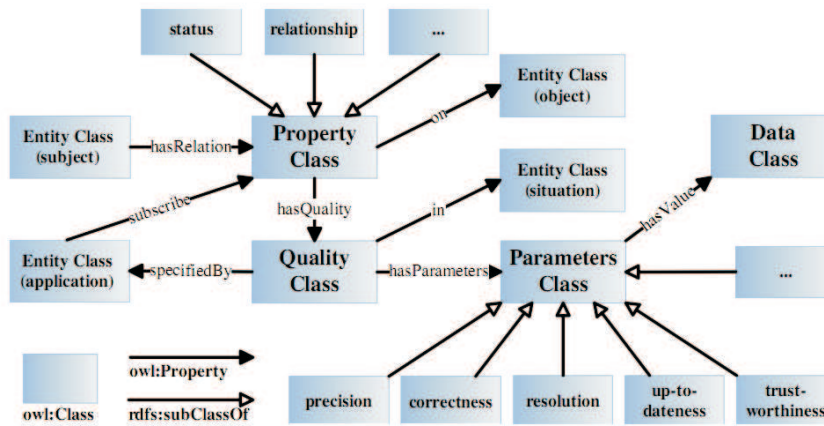 status
relationship
...
Entity Class
(object)
Entity Class
(subject)
hasRelation
Property
Class
on
Data
Class
subscribe
hasQuality
Entity Class
(situation)
in
hasValue
Entity Class
(application)
specifiedBy
Quality
Class
hasParameters
Parameters
Class
...
owl:Class
owl:Property
rdfs:subClassOf
precision
correctness
resolution
up-to-
dateness
trust-
worthiness